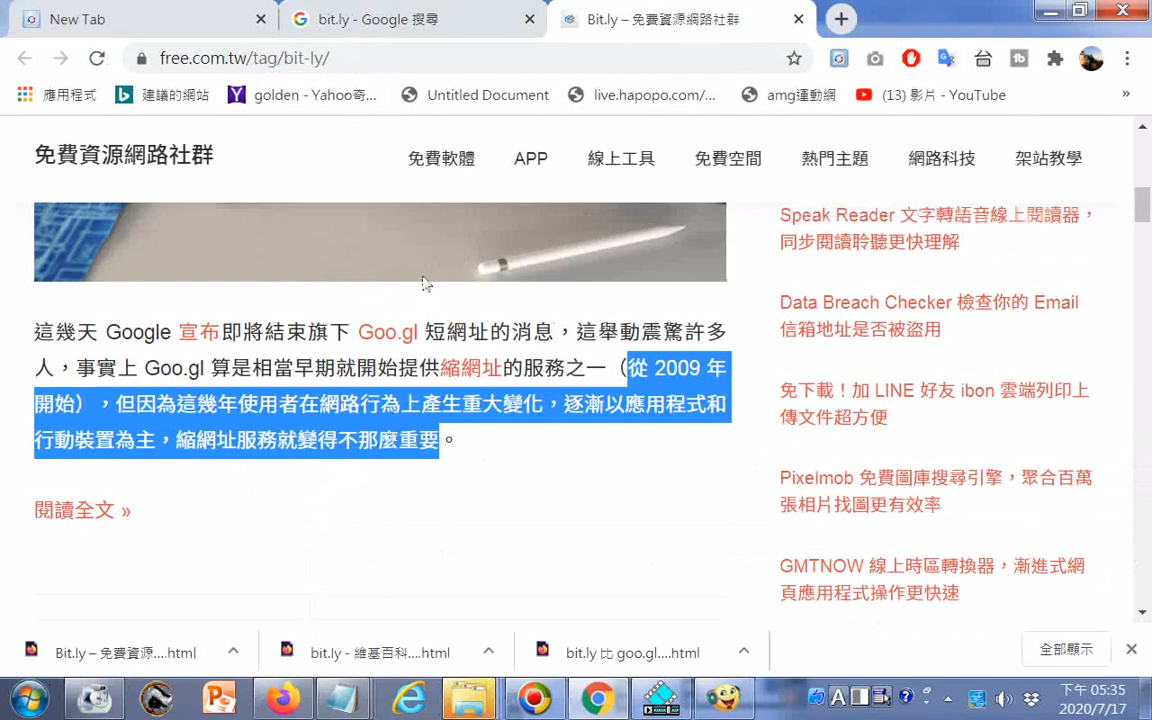 New Tab
bit.ly - Google 搜尋
Bit.ly – 免費資源網路社群
free.com.tw/tag/bit-ly/
應用程式
建議的網站
golden - Yahoo奇...
Untitled Document
live.hapopo.com/...
amg運動網
(13) 影片 - YouTube
»
免費資源網路社群
免費軟體
APP
線上工具
免費空間
熱門主題
網路科技
架站教學
這幾天 Google 宣布即將結束旗下 Goo.gl 短網址的消息，這舉動震驚許多
人，事實上 Goo.gl 算是相當早期就開始提供縮網址的服務之一（從 2009 年
開始），但因為這幾年使用者在網路行為上產生重大變化，逐漸以應用程式和
行動裝置為主，縮網址服務就變得不那麼重要。
閱讀全文 »
Speak Reader 文字轉語音線上閱讀器，
同步閱讀聆聽更快理解
Data Breach Checker 檢查你的 Email
信箱地址是否被盜用
免下載！加 LINE 好友 ibon 雲端列印上
傳文件超方便
Pixelmob 免費圖庫搜尋引擎，聚合百萬
張相片找圖更有效率
GMTNOW 線上時區轉換器，漸進式網
頁應用程式操作更快速
Bit.ly – 免費資源....html
bit.ly - 維基百科....html
bit.ly 比 goo.gl....html
全部顯示
下午 05:35
2020/7/17